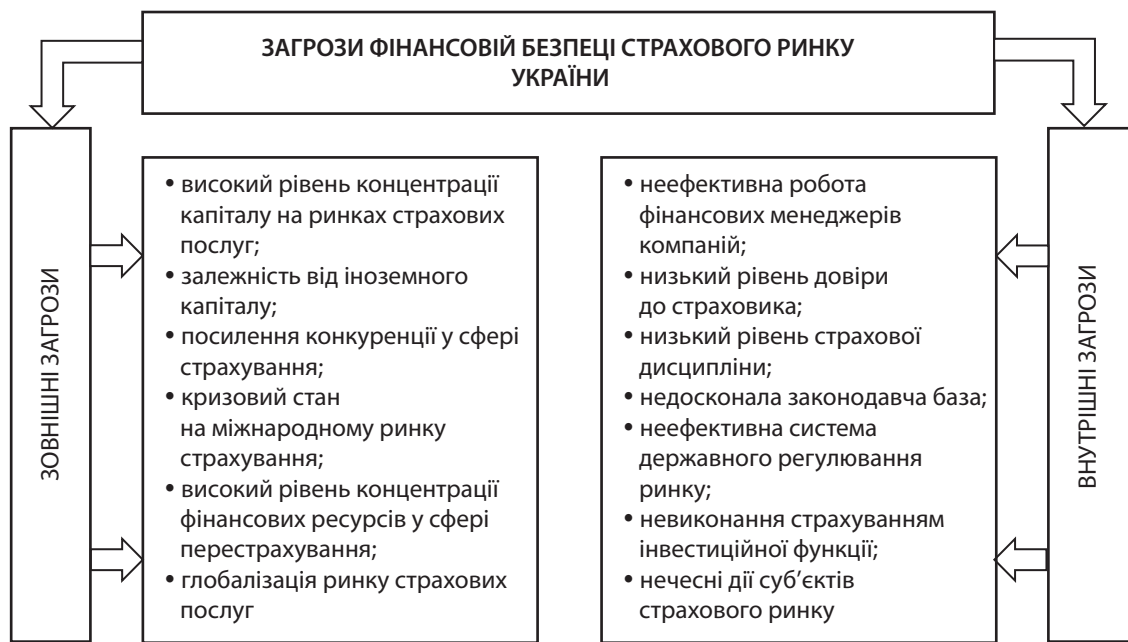 ЗАГРОЗИ ФІНАНСОВІЙ БЕЗПЕЦІ СТРАХОВОГО РИНКУ
УКРАЇНИ
ЗОВНІШНІ ЗАГРОЗИ
• високий рівень концентрації
капіталу на ринках страхових
послуг;
• залежність від іноземного
капіталу;
• посилення конкуренції у сфері
страхування;
• кризовий стан
на міжнародному ринку
страхування;
• високий рівень концентрації
фінансових ресурсів у сфері
перестрахування;
• глобалізація ринку страхових
послуг
• неефективна робота
фінансових менеджерів
компаній;
• низький рівень довіри
до страховика;
• низький рівень страхової
дисципліни;
• недосконала законодавча база;
• неефективна система
державного регулювання
ринку;
• невиконання страхуванням
інвестиційної функції;
• нечесні дії суб’єктів
страхового ринку
ВНУТРІШНІ ЗАГРОЗИ